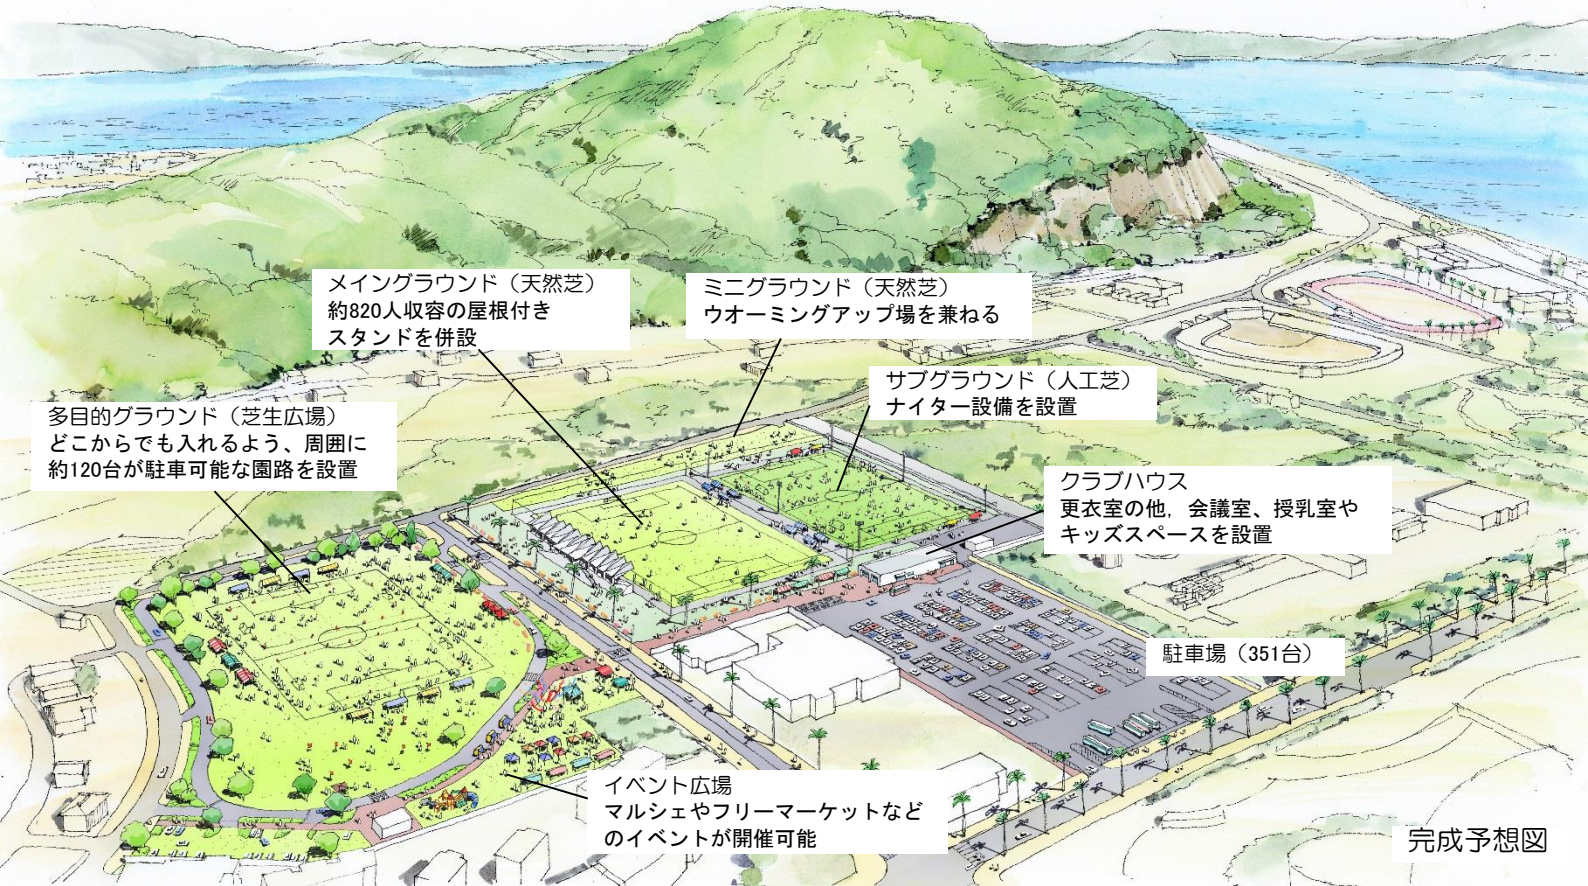 メイングラウンド（天然芝）
約820人収容の屋根付き
スタンドを併設
ミニグラウンド（天然芝）
ウオーミングアップ場を兼ねる
サブグラウンド（人工芝）
ナイター設備を設置
多目的グラウンド（芝生広場）
どこからでも入れるよう、周囲に
約120台が駐車可能な園路を設置
クラブハウス
更衣室の他，会議室、授乳室や
キッズスペースを設置
駐車場（351台）
イベント広場
マルシェやフリーマーケットなど
のイベントが開催可能
完成予想図